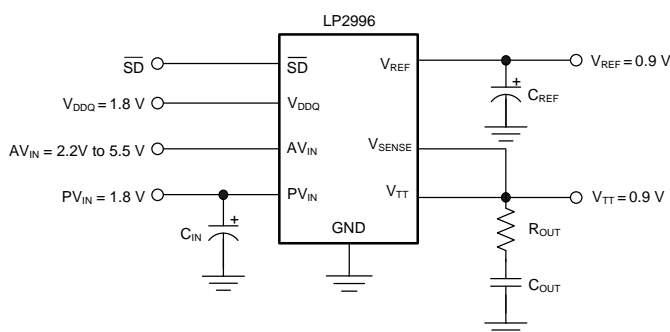 LP2996
SD
SD
VREF
VREF = 0.9 V
CREF
+
VDDQ = 1.8 V
VDDQ
AVIN = 2.2V to 5.5 V
AVIN
VSENSE
PVIN = 1.8 V
PVIN
VTT
VTT = 0.9 V
CIN
+
GND
ROUT
COUT